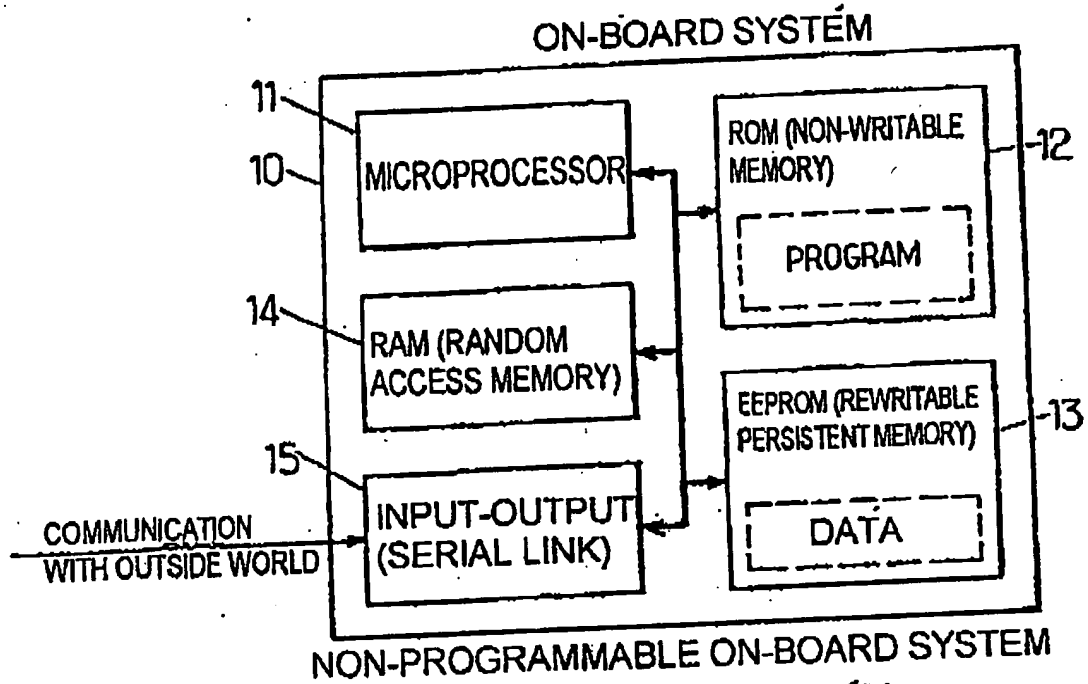 ON-BOARD SYSTEM
11
10
MICROPROCESSOR
ROM (NON-WRITABLE
MEMORY)
12
PROGRAM
14
RAM (RANDOM
ACCESS MEMORY)
EEPROM (REWRITABLE
PERSISTENT MEMORY)
13
DATA
15
INPUT-OUTPUT
(SERIAL LINK)
COMMUNICATION
WITH OUTSIDE WORLD
NON-PROGRAMMABLE ON-BOARD SYSTEM